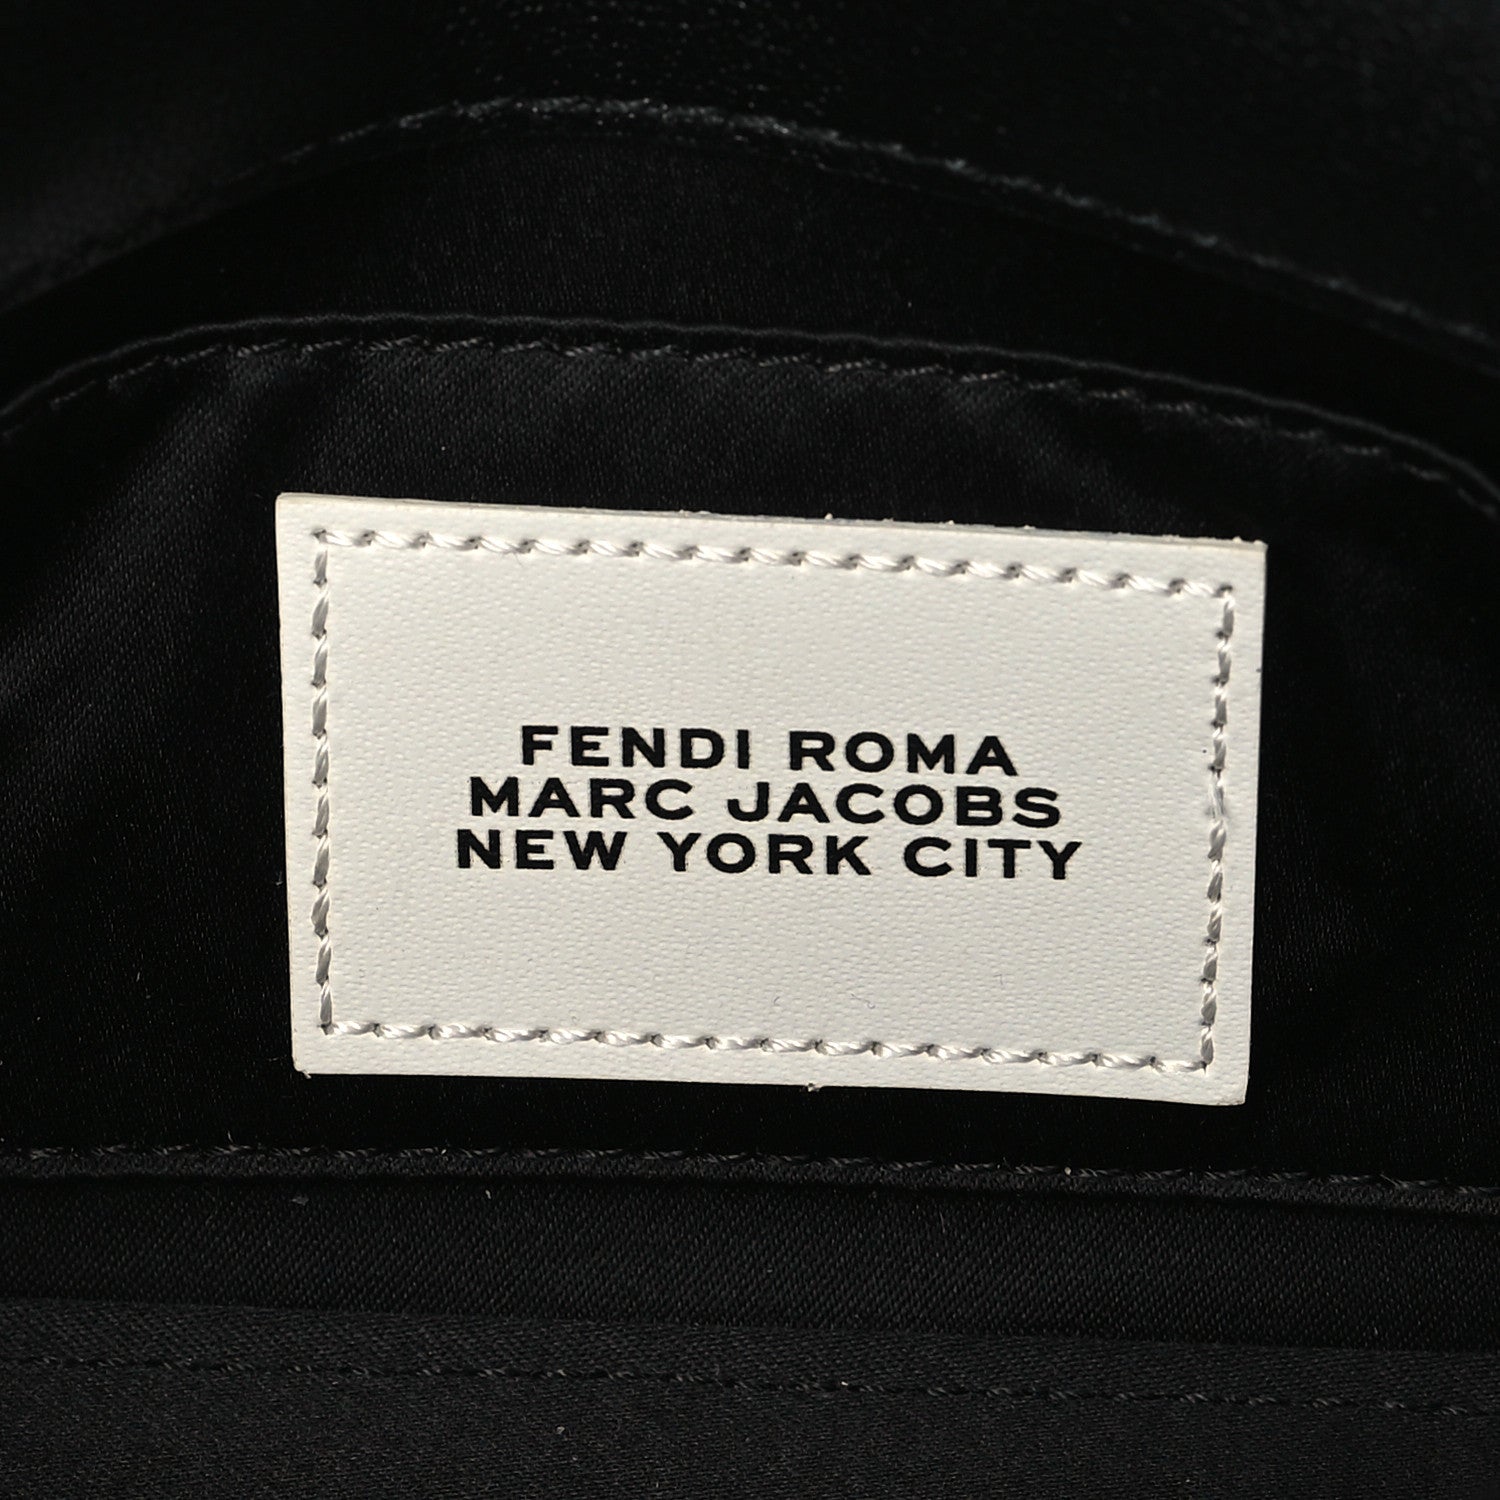 FENDI ROMA
MARC JACOBS
NEW YORK CITY